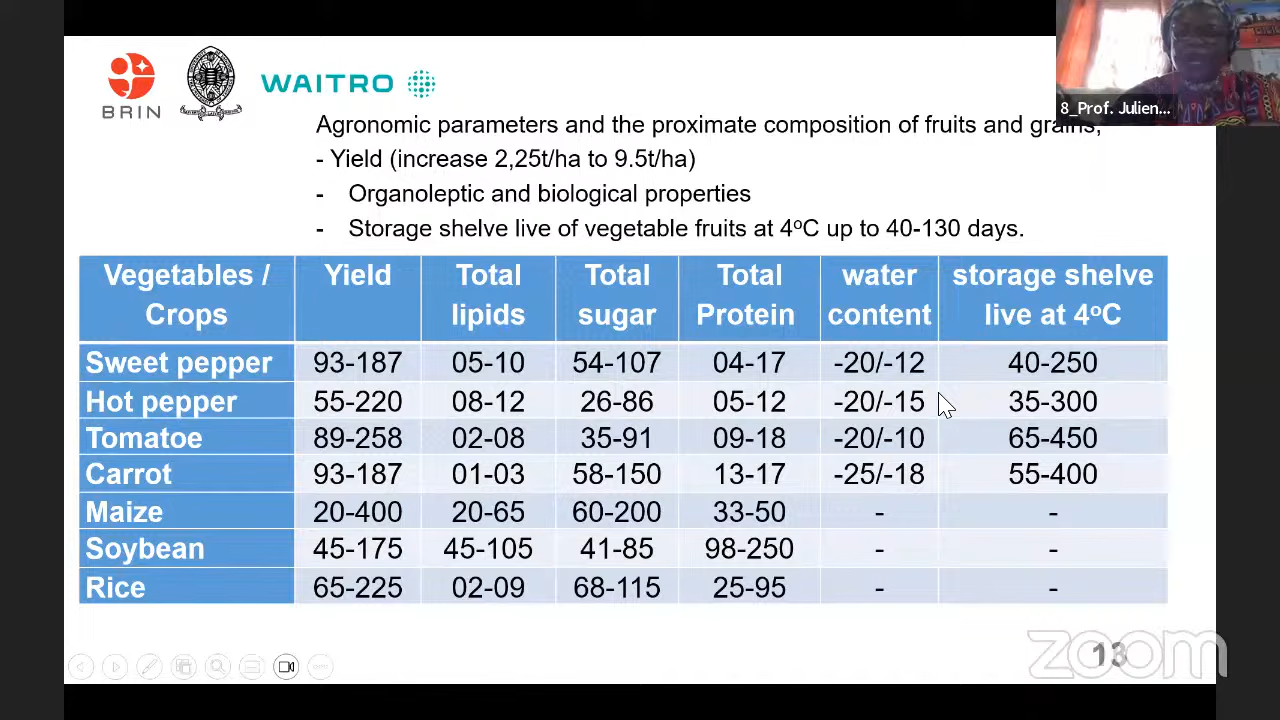 BRIN
WAITRO
8_Prof. Julien...
Agronomic parameters and the proximate composition of fruits and grains,
- Yield (increase 2,25t/ha to 9.5t/ha)
- Organoleptic and biological properties
- Storage shelve live of vegetable fruits at 4ºC up to 40-130 days.
Vegetables / Crops Yield Total lipids Total sugar Total Protein water content storage shelve live at 4ºC
Sweet pepper 93-187 05-10 54-107 04-17 -20/-12 40-250
Hot pepper 55-220 08-12 26-86 05-12 -20/-15 35-300
Tomatoe 89-258 02-08 35-91 09-18 -20/-10 65-450
Carrot 93-187 01-03 58-150 13-17 -25/-18 55-400
Maize 20-400 20-65 60-200 33-50 - -
Soybean 45-175 45-105 41-85 98-250 - -
Rice 65-225 02-09 68-115 25-95 - -
13
zoom